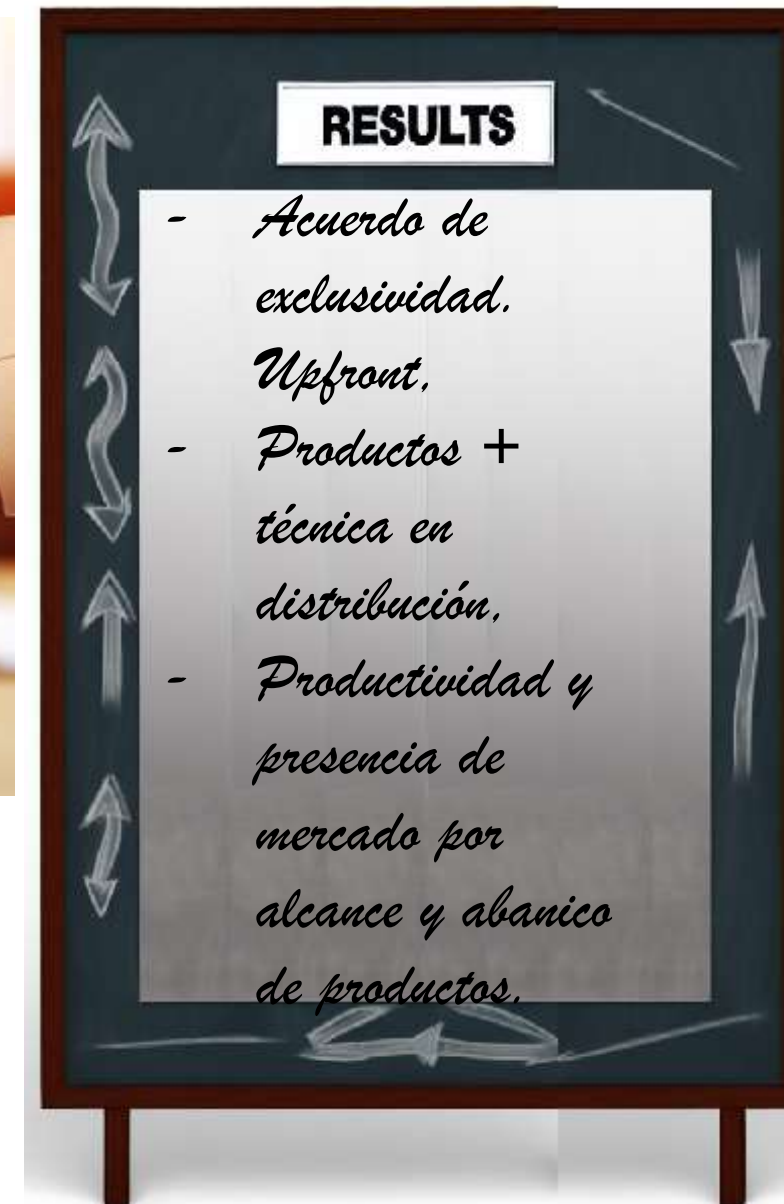 RESULTS
- Acuerdo de
exclusividad.
Upfront,
- Productos +
técnica en
distribución,
- Productividad y
presencia de
mercado por
alcance y abanico
de productos.